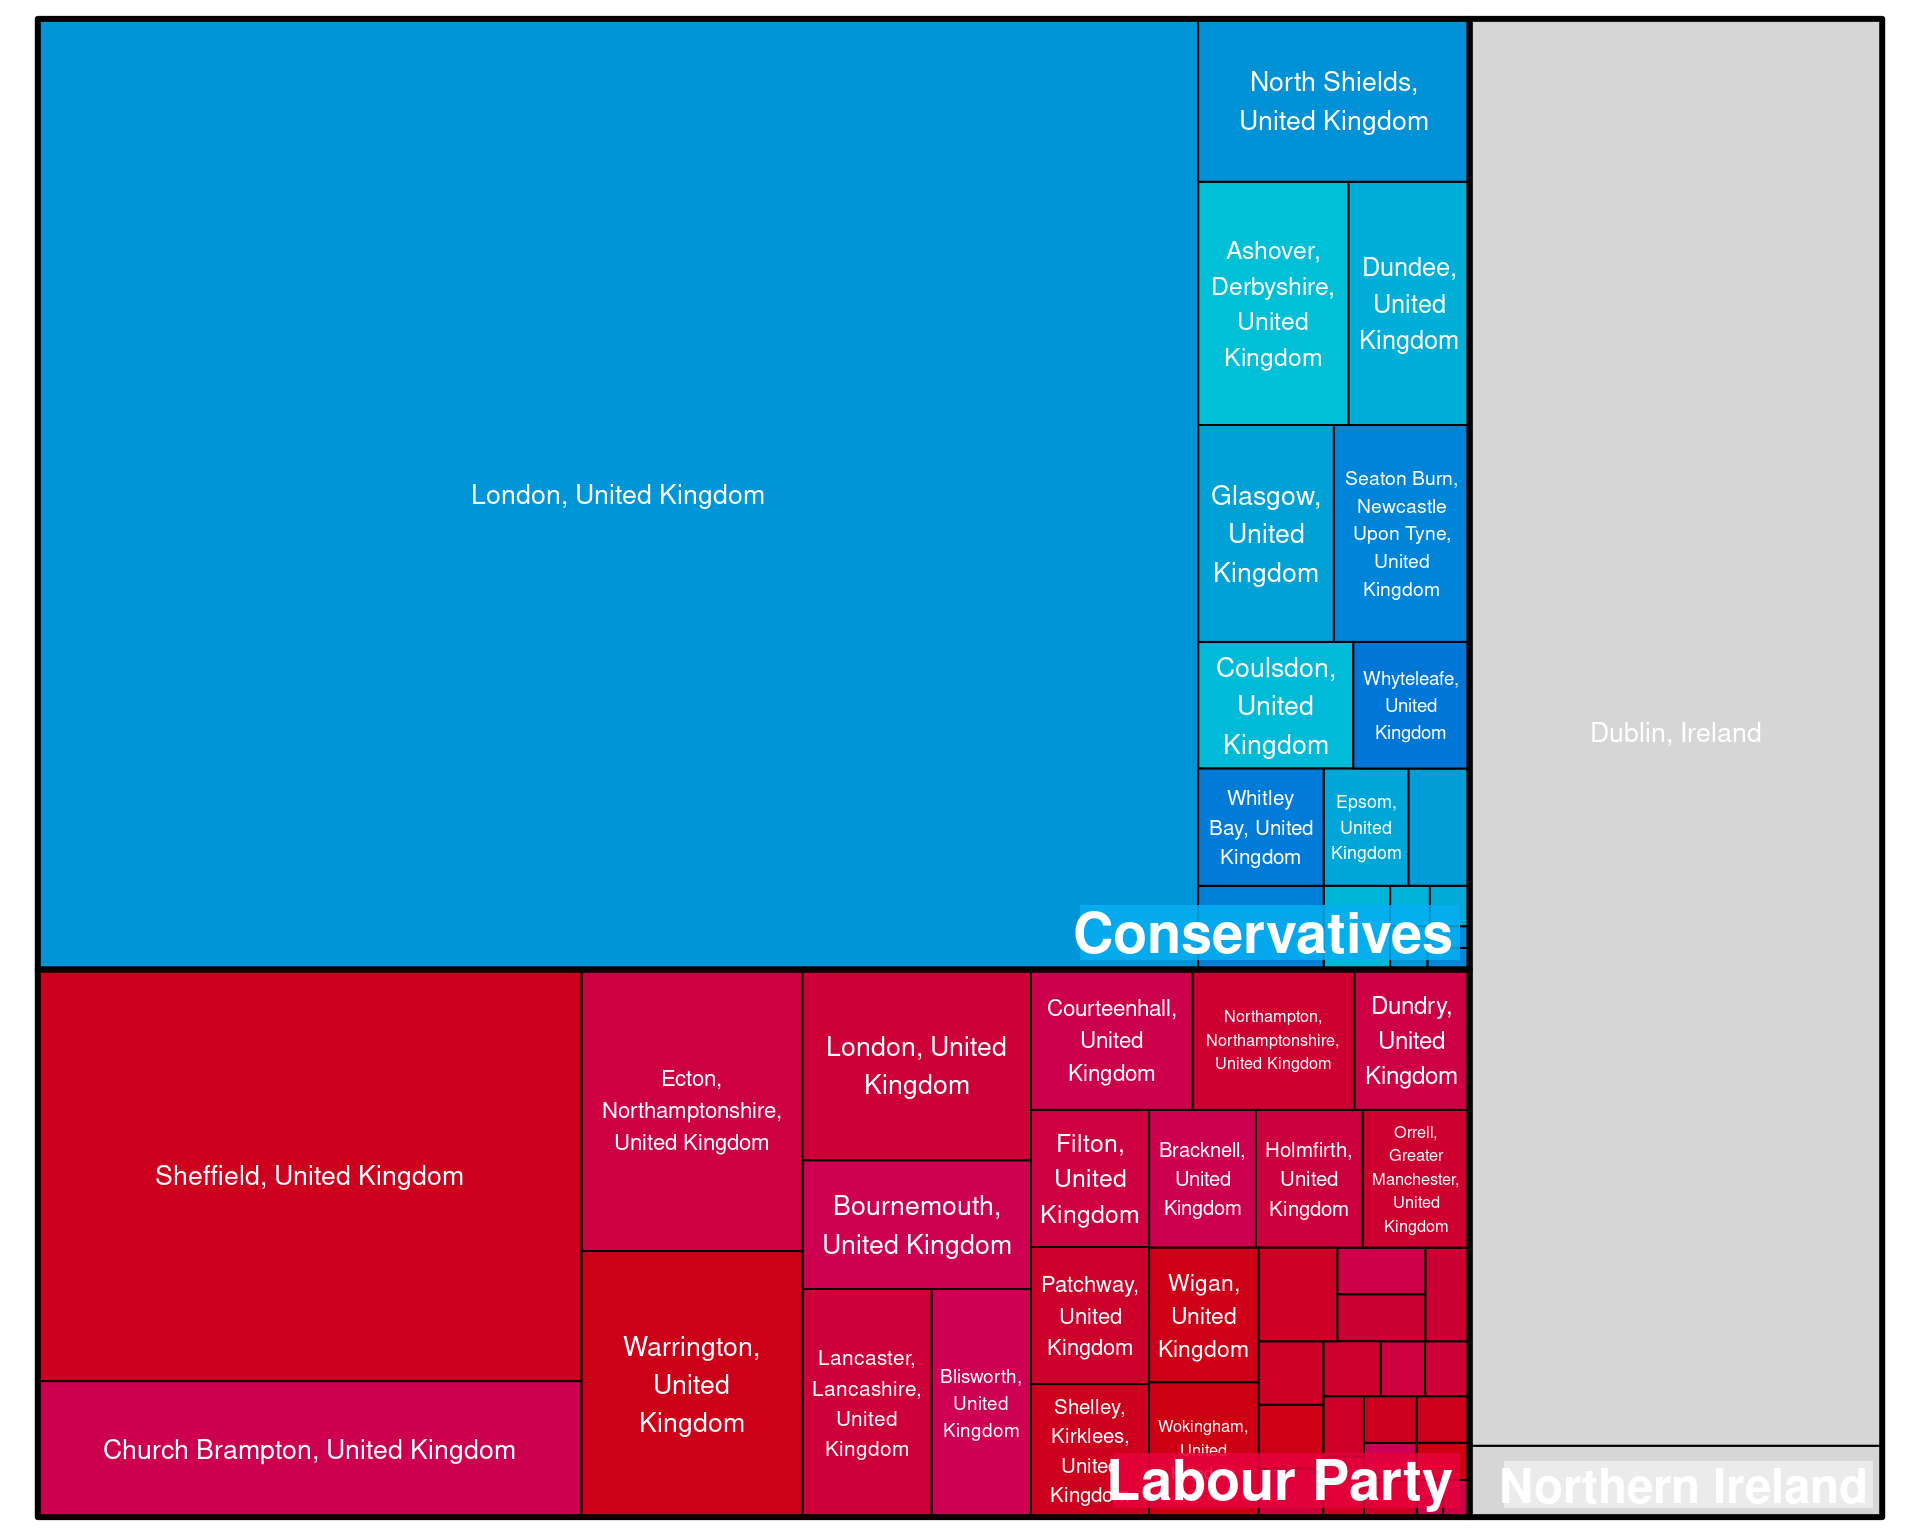 London, United Kingdom
North Shields,
United Kingdom
Ashover,
Derbyshire,
United
Kingdom
Dundee,
United
Kingdom
Glasgow,
United
Kingdom
Seaton Burn,
Newcastle
Upon Tyne,
United
Kingdom
Coulsdon,
United
Kingdom
Whyteleafe,
United
Kingdom
Whitley
Bay, United
Kingdom
Epsom,
United
Kingdom
Conservatives
Sheffield, United Kingdom
Church Brampton, United Kingdom
Ecton,
Northamptonshire,
United Kingdom
Warrington,
United
Kingdom
London, United
Kingdom
Bournemouth,
United Kingdom
Lancaster,
Lancashire,
United
Kingdom
Blisworth,
United
Kingdom
Courteenhall,
United
Kingdom
Northampton,
Northamptonshire,
United Kingdom
Dundry,
United
Kingdom
Filton,
United
Kingdom
Bracknell,
United
Kingdom
Holmfirth,
United
Kingdom
Orrell,
Greater
Manchester,
United
Kingdom
Patchway,
United
Kingdom
Wigan,
United
Kingdom
Shelley,
Kirklees,
United
Kingdom
Wokingham,
United
Labour Party
Dublin, Ireland
Northern Ireland